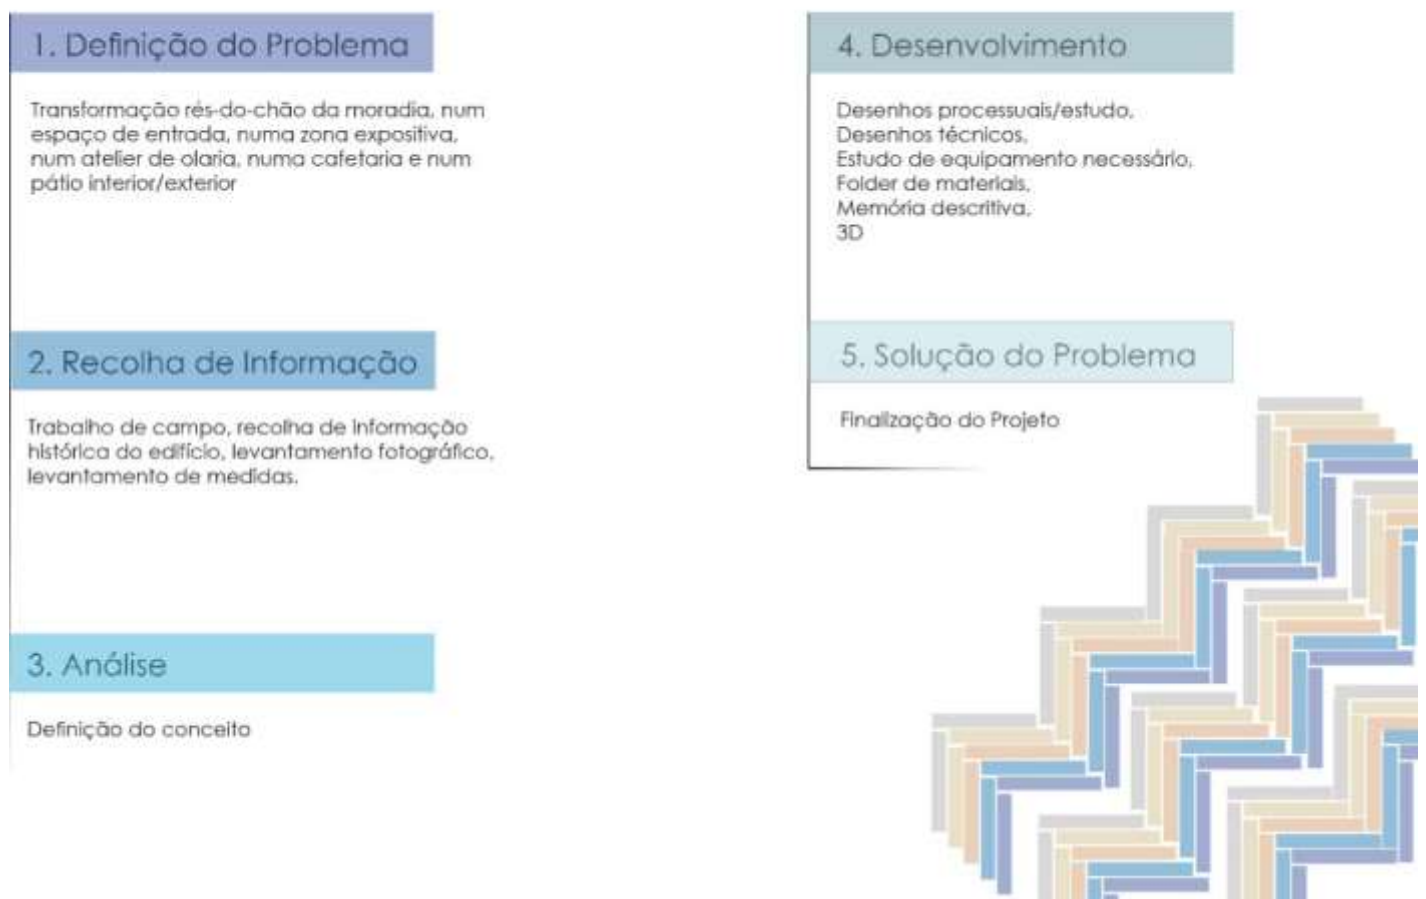 1. Definição do Problema
Transformação rés-do-chão da moradia, num
espaço de entrada, numa zona expositiva,
num atelier de olaria, numa cafetaria e num
pátio interior/exterior
2. Recolha de Informação
Trabalho de campo, recolha de informação
histórica do edifício, levantamento fotográfico,
levantamento de medidas.
3. Análise
Definição do conceito
4. Desenvolvimento
Desenhos processuais/estudo,
Desenhos técnicos,
Estudo de equipamento necessário,
Folder de materiais,
Memória descritiva,
3D
5. Solução do Problema
Finalização do Projeto